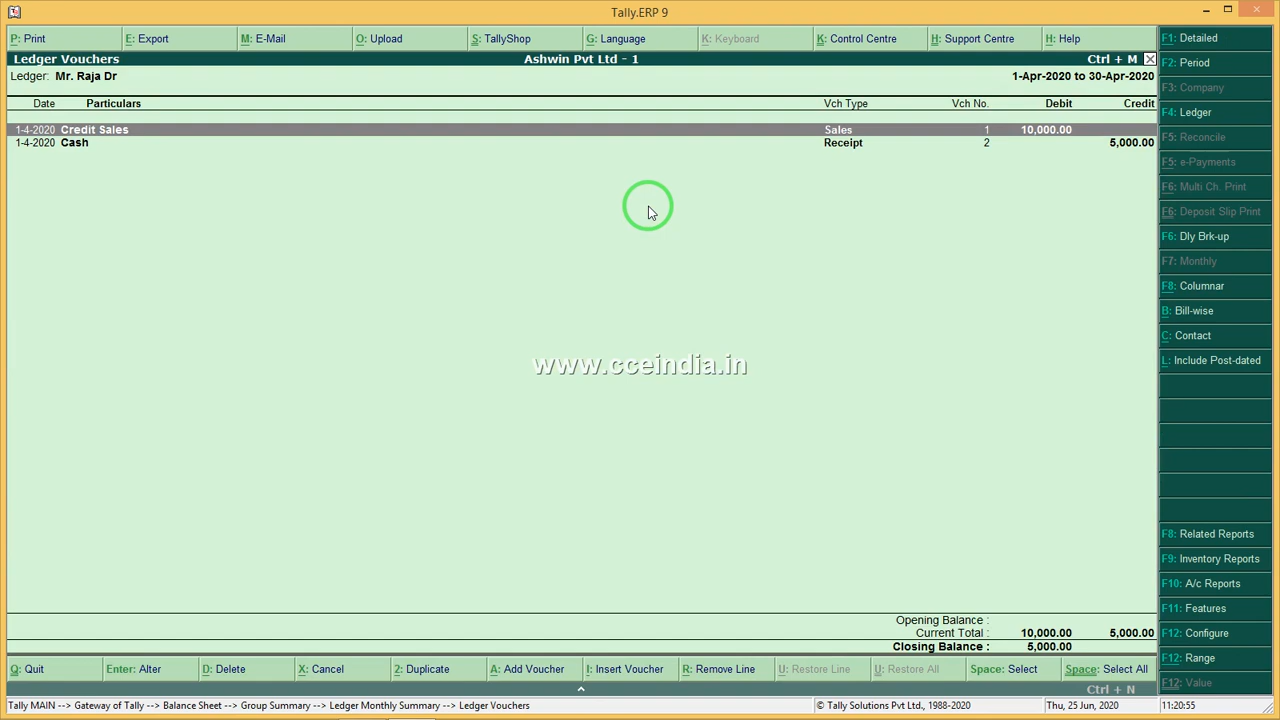 Tally.ERP 9
P: Print E: Export M: E-Mail O: Upload S: TallyShop G: Language K: Keyboard K: Control Centre H: Support Centre H: Help
Ledger Vouchers Ashwin Pvt Ltd - 1 Ctrl + M
Ledger: Mr. Raja Dr 1-Apr-2020 to 30-Apr-2020
Date Particulars Vch Type Vch No. Debit Credit
1-4-2020 Credit Sales Sales 1 10,000.00
1-4-2020 Cash Receipt 2 5,000.00
www.cceindia.in
Opening Balance :
Current Total : 10,000.00 5,000.00
Closing Balance : 5,000.00
F1: Detailed
F2: Period
F3: Company
F4: Ledger
F5: Reconcile
F5: e-Payments
F6: Multi Ch. Print
F6: Deposit Slip Print
F6: Dly Brk-up
F7: Monthly
F8: Columnar
B: Bill-wise
C: Contact
L: Include Post-dated
F8: Related Reports
F9: Inventory Reports
F10: A/c Reports
F11: Features
F12: Configure
F12: Range
F12: Value
Q: Quit Enter: Alter D: Delete X: Cancel 2: Duplicate A: Add Voucher I: Insert Voucher R: Remove Line U: Restore Line U: Restore All Space: Select Space: Select All
Ctrl + N
Tally MAIN --> Gateway of Tally --> Balance Sheet --> Group Summary --> Ledger Monthly Summary --> Ledger Vouchers © Tally Solutions Pvt Ltd., 1988-2020 Thu, 25 Jun, 2020 11:20:55